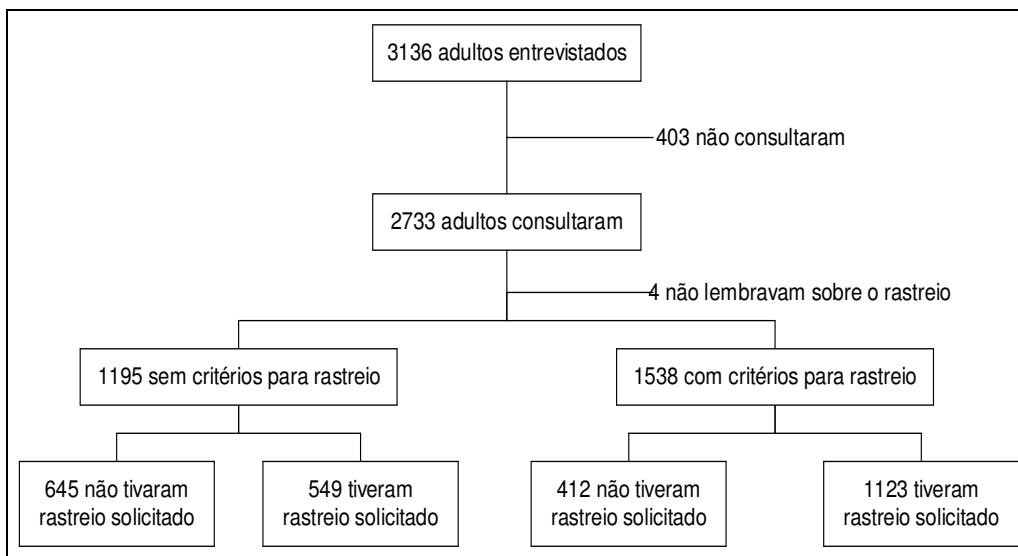 3136 adultos entrevistados
403 não consultaram
2733 adultos consultaram
4 não lembravam sobre o rastreio
1195 sem critérios para rastreio
1538 com critérios para rastreio
645 não tivaram
rastreio solicitado
549 tiveram
rastreio solicitado
412 não tiveram
rastreio solicitado
1123 tiveram
rastreio solicitado